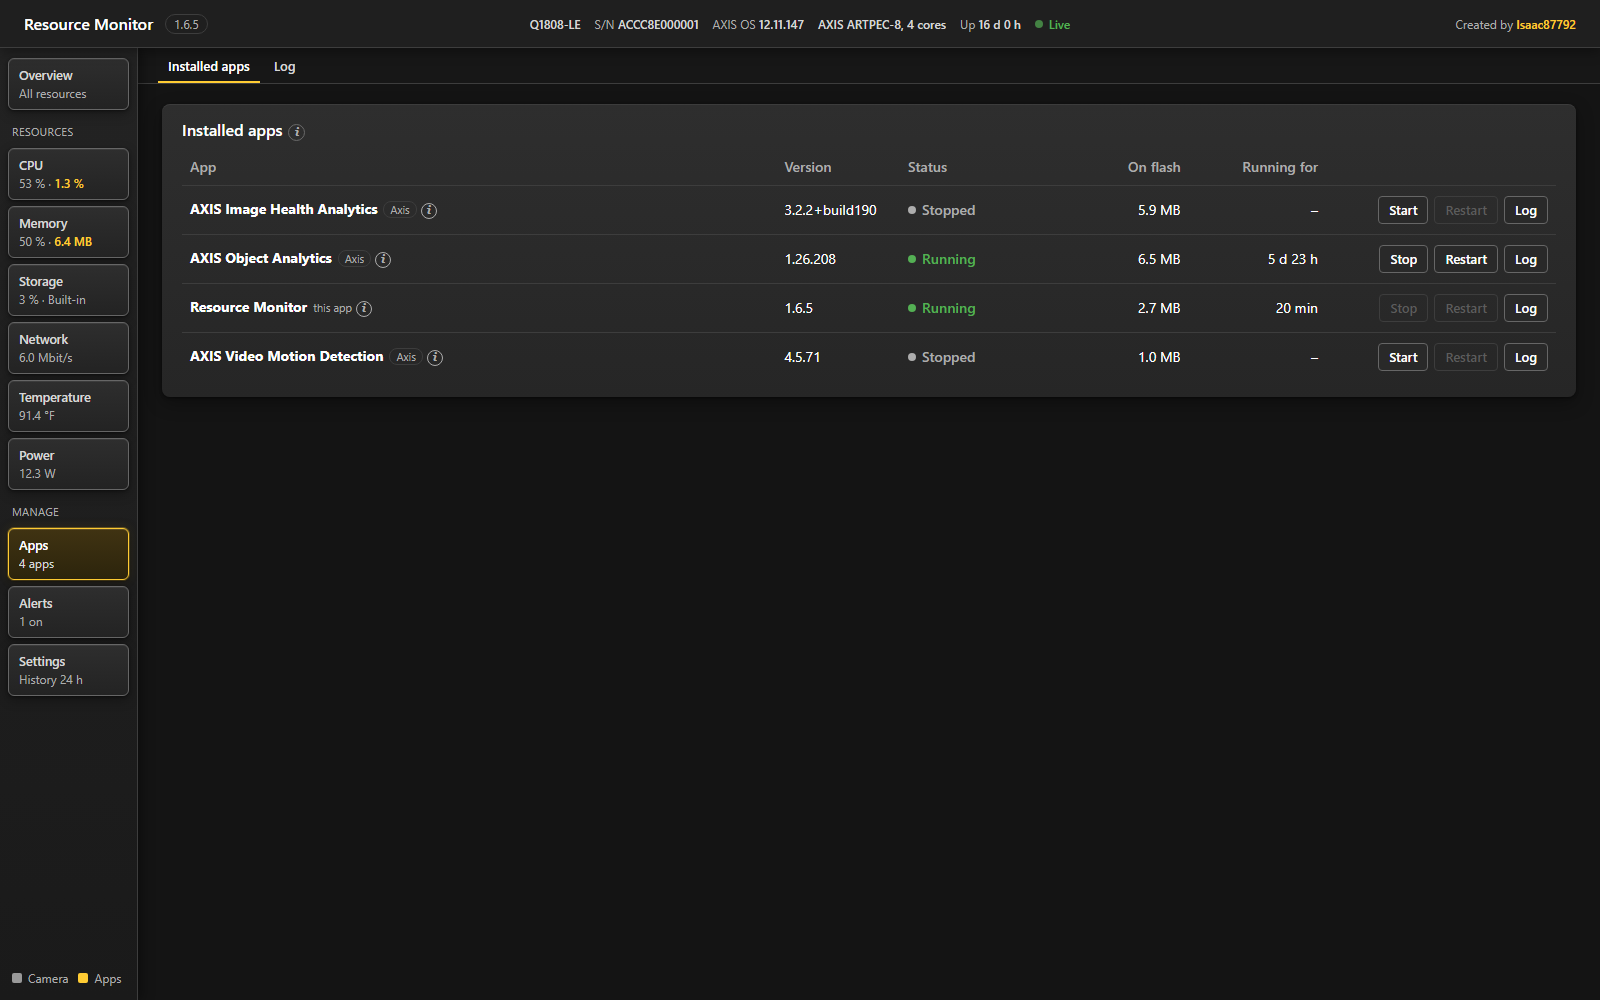 Resource Monitor 1.6.5
Q1808-LE S/N ACCC8E000001 AXIS OS 12.11.147 AXIS ARTPEC-8, 4 cores Up 16 d 0 h Live
Created by Isaac87792
Overview
All resources
RESOURCES
CPU
53 % · 1.3 %
Memory
50 % · 6.4 MB
Storage
3 % · Built-in
Network
6.0 Mbit/s
Temperature
91.4 °F
Power
12.3 W
MANAGE
Apps
4 apps
Alerts
1 on
Settings
History 24 h
Camera Apps
Installed apps Log
Installed apps i
App Version Status On flash Running for
AXIS Image Health Analytics Axis i 3.2.2+build190 Stopped 5.9 MB – Start Restart Log
AXIS Object Analytics Axis i 1.26.208 Running 6.5 MB 5 d 23 h Stop Restart Log
Resource Monitor this app i 1.6.5 Running 2.7 MB 20 min Stop Restart Log
AXIS Video Motion Detection Axis i 4.5.71 Stopped 1.0 MB – Start Restart Log